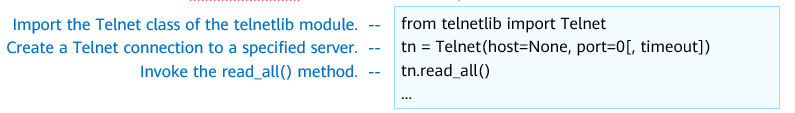 Import the Telnet class of the telnetlib module. -- from telnetlib import Telnet
Create a Telnet connection to a specified server. -- tn = Telnet(host=None, port=0[, timeout])
Invoke the read_all() method. -- tn.read_all()
...